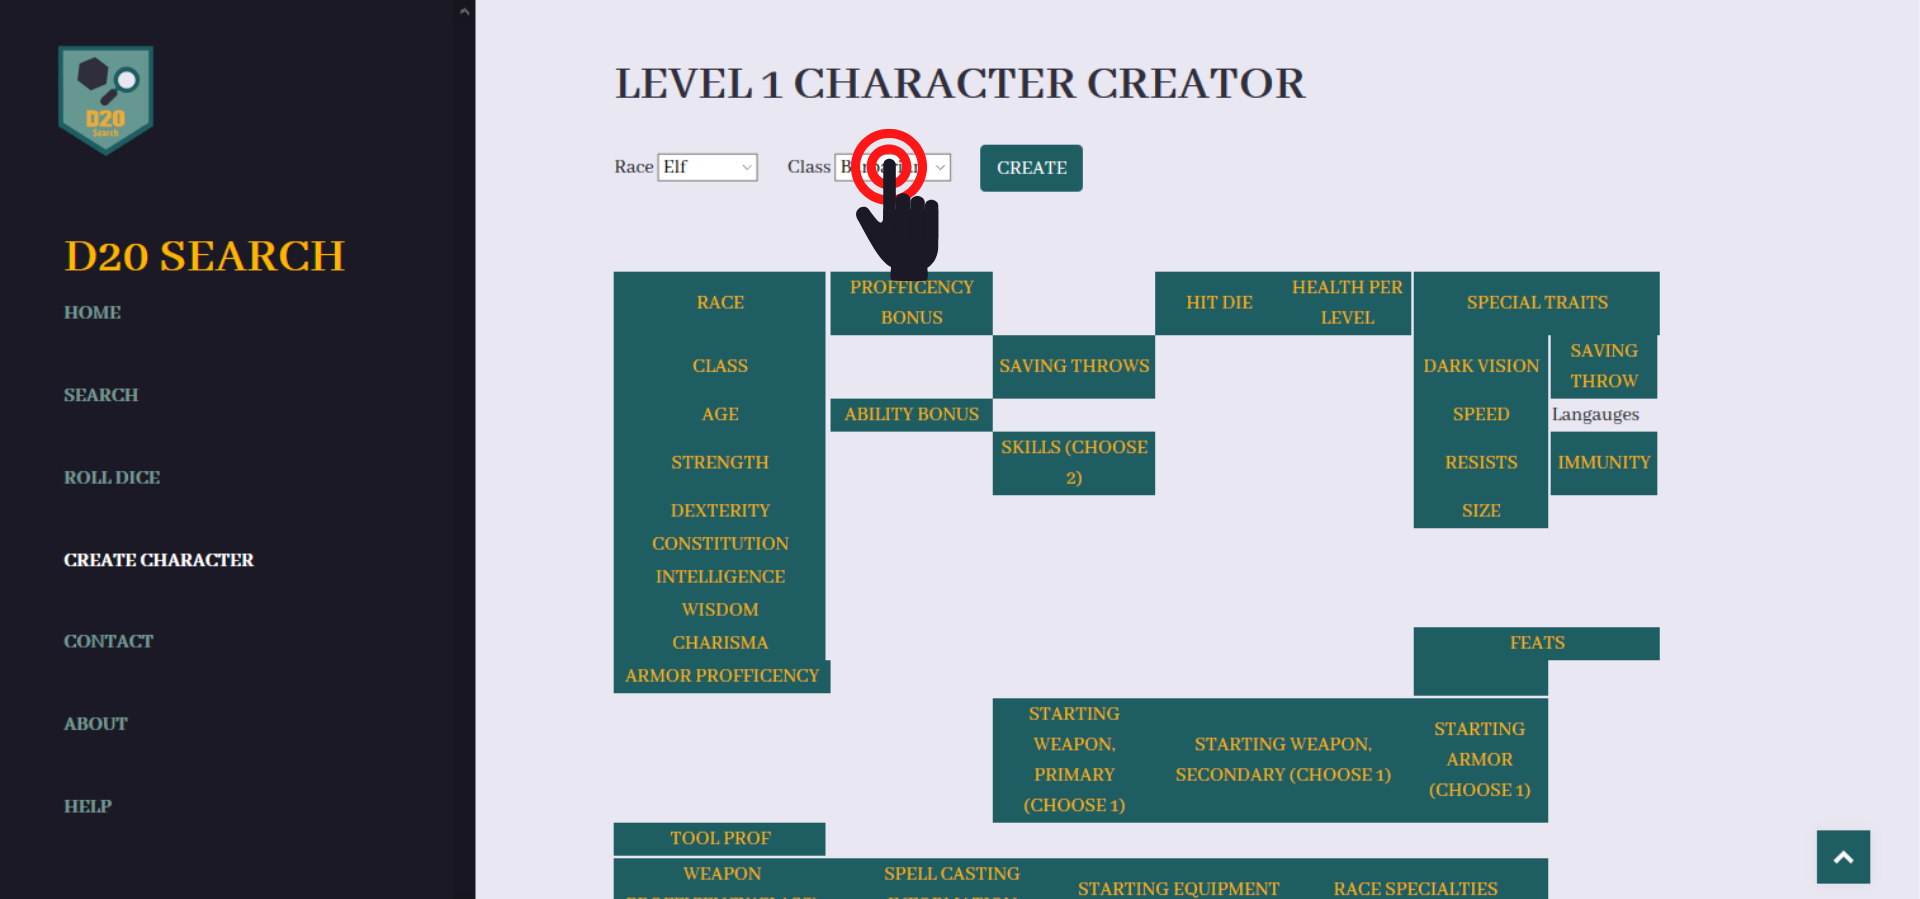 D20
Search
D20 SEARCH
HOME
SEARCH
ROLL DICE
CREATE CHARACTER
CONTACT
ABOUT
HELP
LEVEL 1 CHARACTER CREATOR
Race Elf Class CREATE
RACE
PROFFICENCY
BONUS
HIT DIE
HEALTH PER
LEVEL
SPECIAL TRAITS
CLASS
SAVING THROWS
DARK VISION
SAVING
THROW
AGE
ABILITY BONUS
SPEED
Langauges
STRENGTH
SKILLS (CHOOSE
2)
RESISTS
IMMUNITY
DEXTERITY
SIZE
CONSTITUTION
INTELLIGENCE
WISDOM
CHARISMA
FEATS
ARMOR PROFFICENCY
STARTING
WEAPON,
PRIMARY
(CHOOSE 1)
STARTING WEAPON,
SECONDARY (CHOOSE 1)
STARTING
ARMOR
(CHOOSE 1)
TOOL PROF
WEAPON
SPELL CASTING
STARTING EQUIPMENT
RACE SPECIALTIES